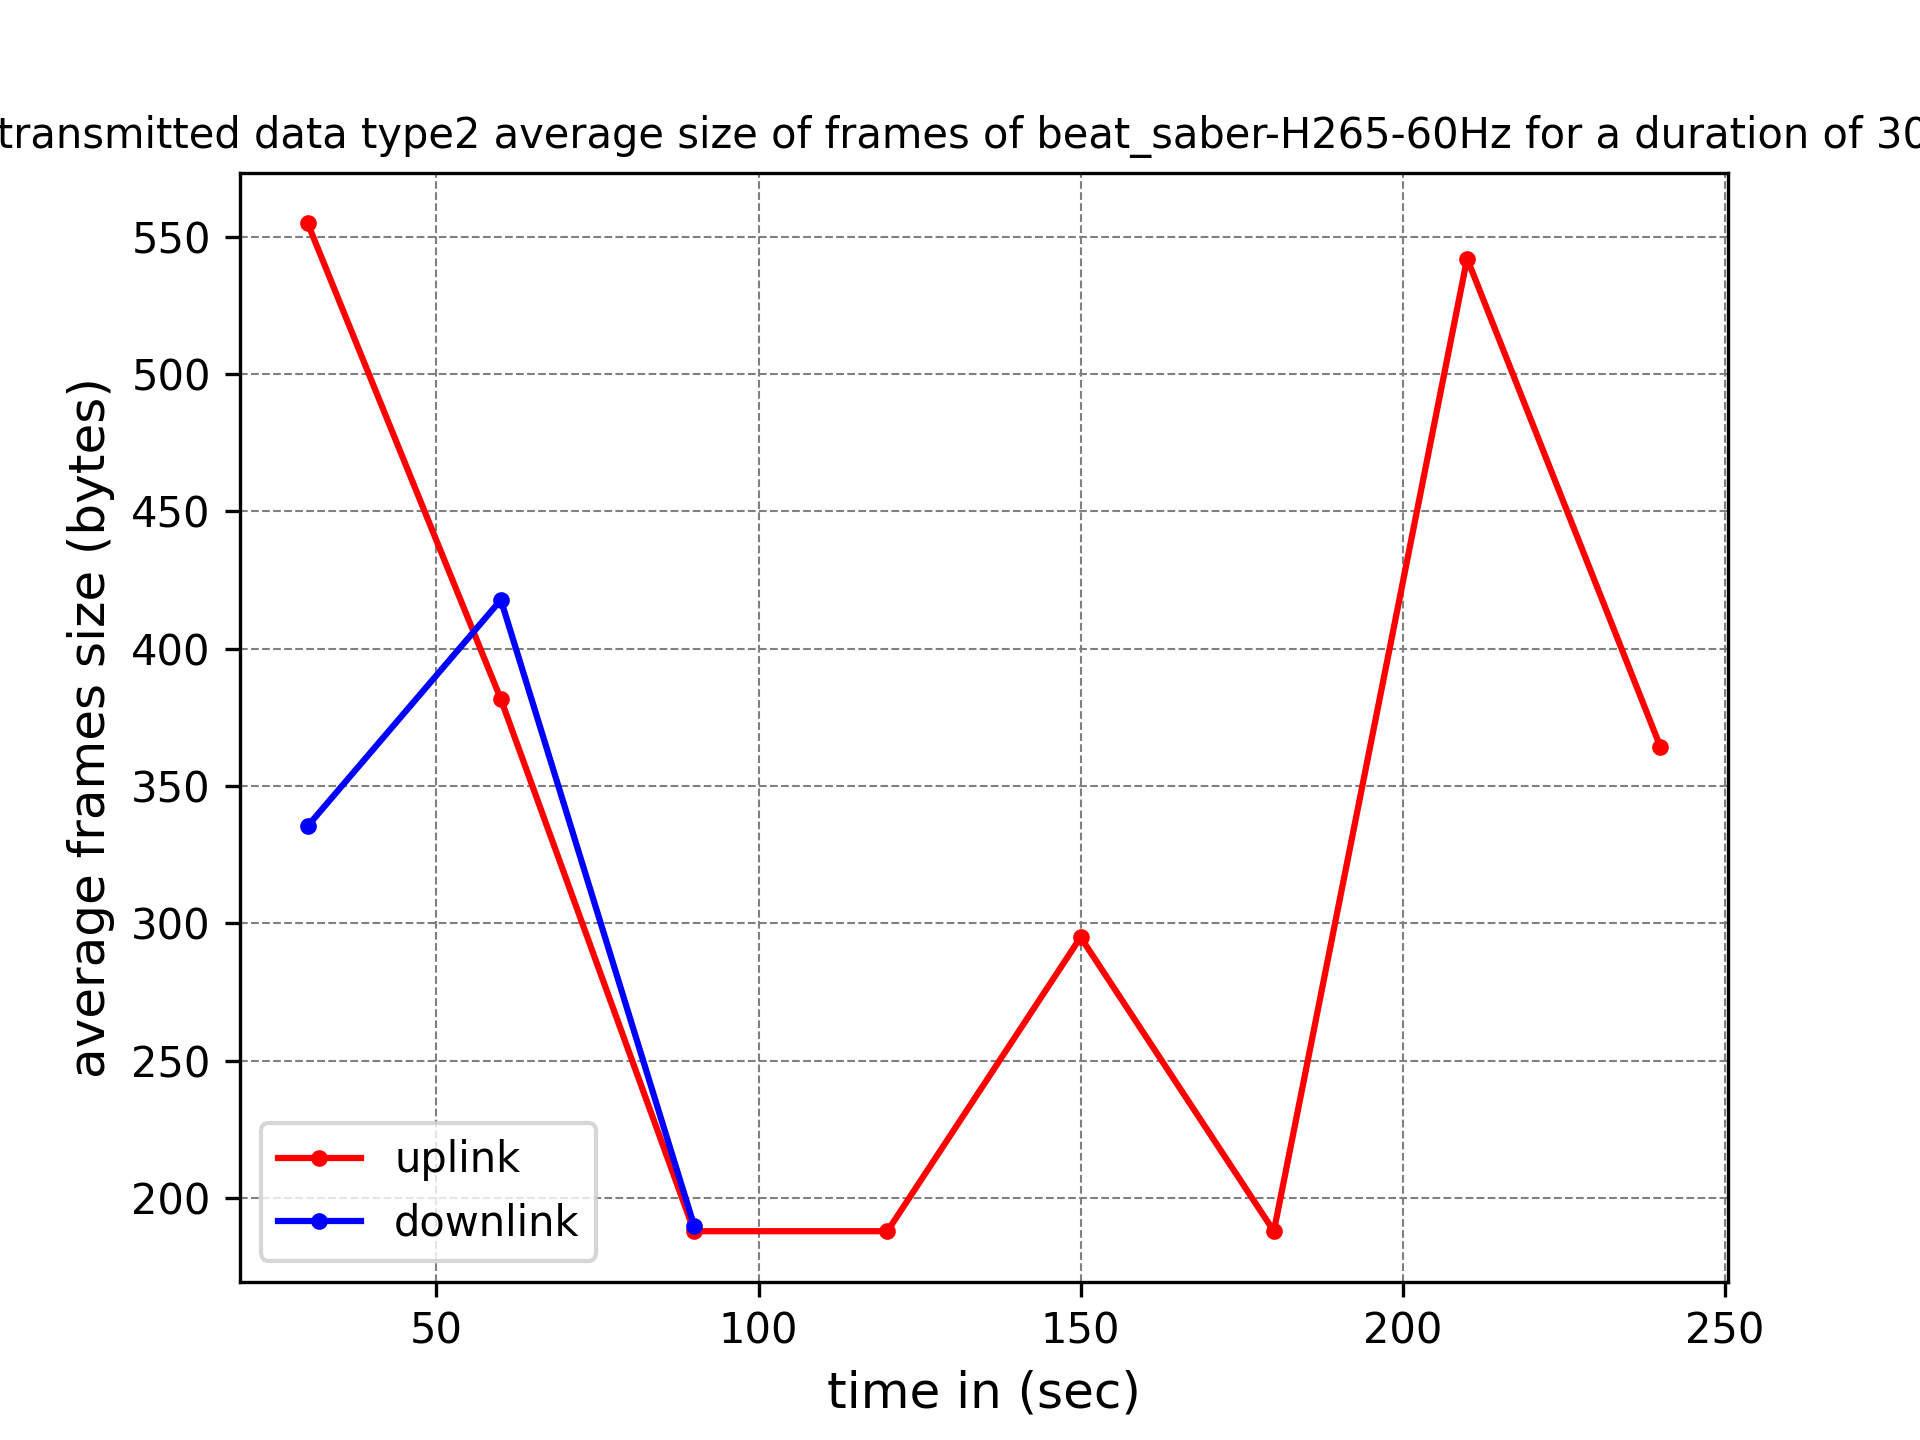 transmitted data type2 average size of frames of beat_saber-H265-60Hz for a duration of 30
550
500
450
400
350
300
250
200
average frames size (bytes)
uplink
downlink
50 100 150 200 250
time in (sec)